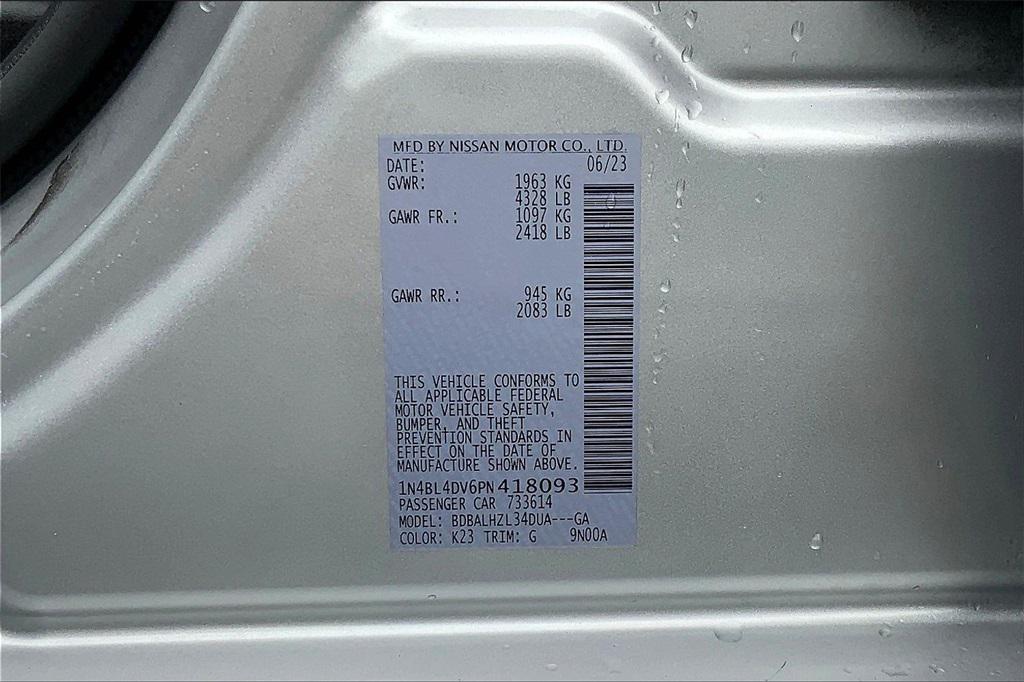 MFD BY NISSAN MOTOR CO., LTD.
DATE: 06/23
GVWR: 1963 KG
4328 LB
GAWR FR.: 1097 KG
2418 LB
GAWR RR.: 945 KG
2083 LB
THIS VEHICLE CONFORMS TO
ALL APPLICABLE FEDERAL
MOTOR VEHICLE SAFETY,
BUMPER, AND THEFT
PREVENTION STANDARDS IN
EFFECT ON THE DATE OF
MANUFACTURE SHOWN ABOVE.
1N4BL4DV6PN418093
PASSENGER CAR 733614
MODEL: BDBALHZL34DUA---GA
COLOR: K23 TRIM: G 9N00A